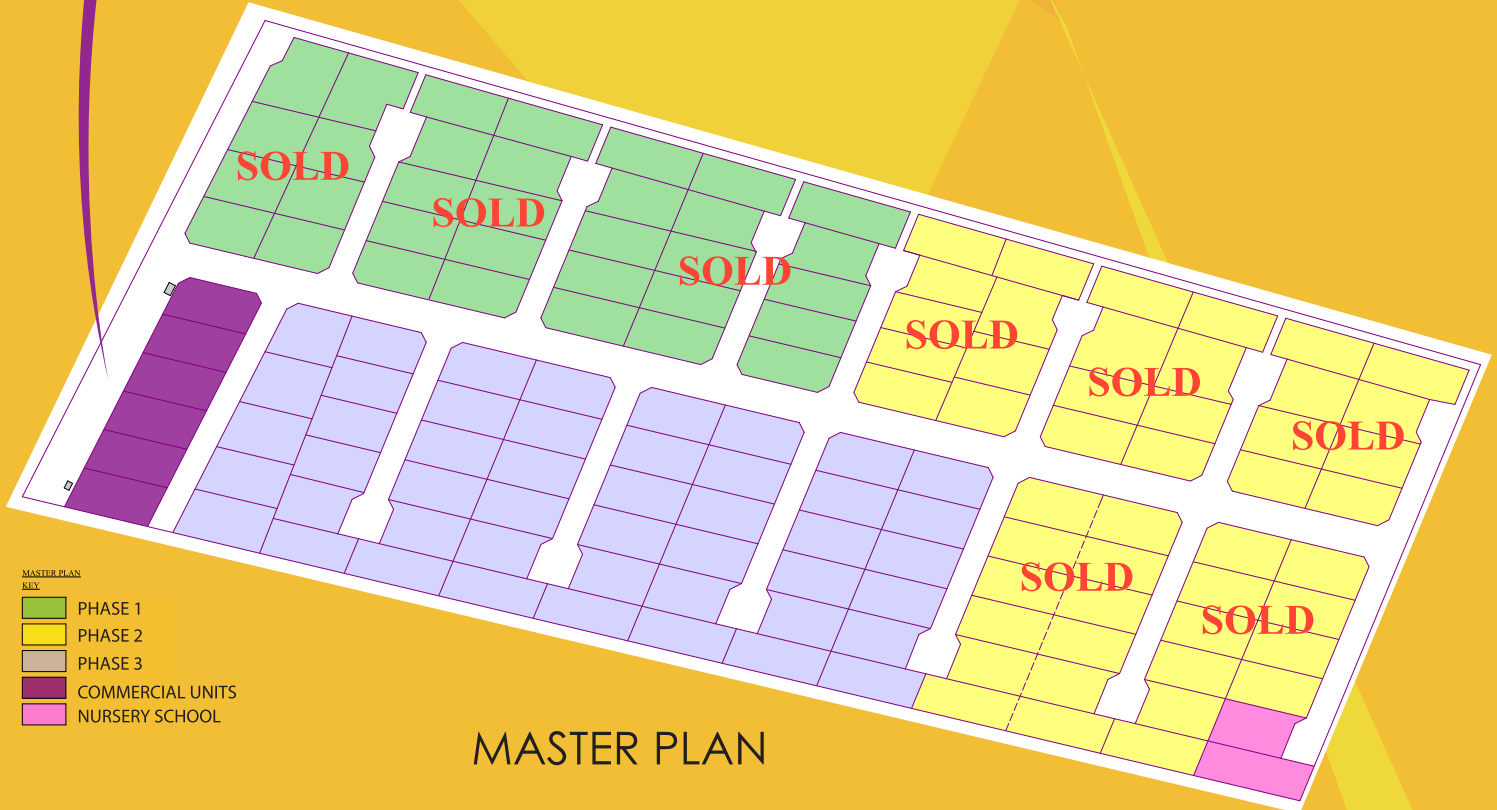 SOLD
SOLD
SOLD
SOLD
SOLD
SOLD
SOLD
SOLD
MASTER PLAN
KEY
PHASE 1
PHASE 2
PHASE 3
COMMERCIAL UNITS
NURSERY SCHOOL
MASTER PLAN